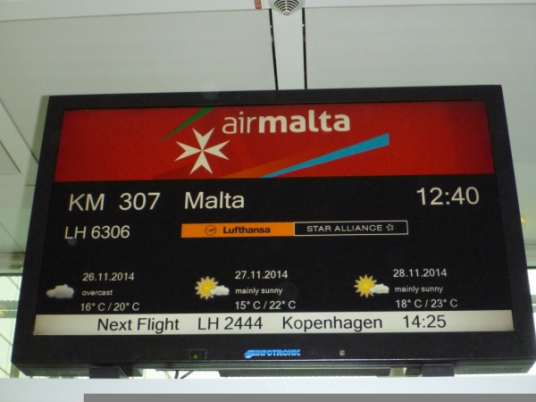 airmalta
KM 307 Malta 12:40
LH 6306 Lufthansa STAR ALLIANCE
26.11.2014 27.11.2014 28.11.2014
overcast mainly sunny mainly sunny
16° C / 20° C 15° C / 22° C 18° C / 23° C
Next Flight LH 2444 Kopenhagen 14:25
INFOTRONIC